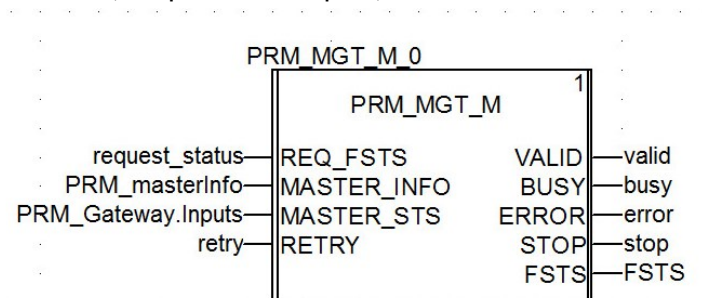 PRM_MGT_M_0
1
PRM_MGT_M
request_status REQ_FSTS VALID valid
PRM_masterInfo MASTER_INFO BUSY busy
PRM_Gateway.Inputs MASTER_STS ERROR error
retry RETRY STOP stop
FSTS FSTS